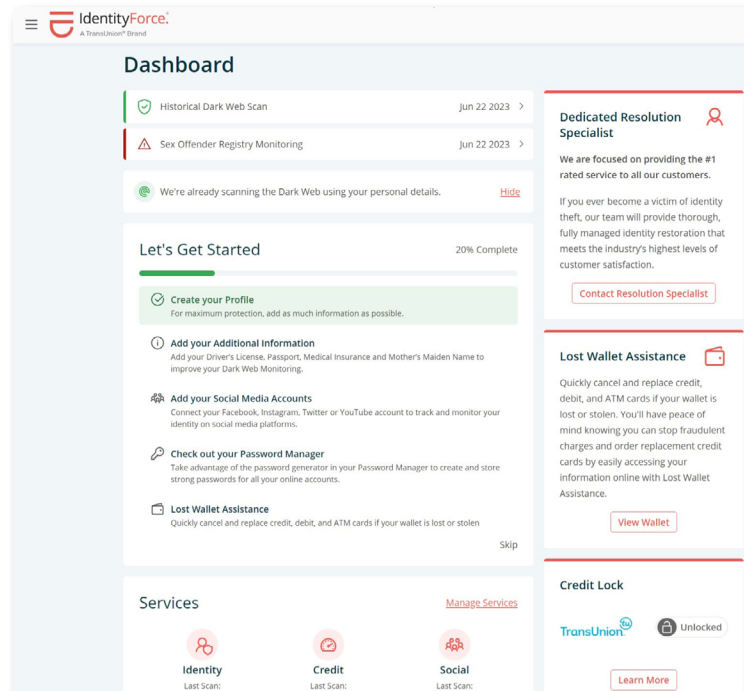 IdentityForce®
A TransUnion® Brand
Dashboard
Historical Dark Web Scan
Jun 22 2023
Sex Offender Registry Monitoring
Jun 22 2023
We're already scanning the Dark Web using your personal details.
Hide
Let's Get Started
20% Complete
Create your Profile
For maximum protection, add as much information as possible.
Add your Additional Information
Add your Driver's License, Passport, Medical Insurance and Mother's Maiden Name to
improve your Dark Web Monitoring.
Add your Social Media Accounts
Connect your Facebook, Instagram, Twitter or YouTube account to track and monitor your
identity on social media platforms.
Check out your Password Manager
Take advantage of the password generator in your Password Manager to create and store
strong passwords for all your online accounts.
Lost Wallet Assistance
Quickly cancel and replace credit, debit, and ATM cards if your wallet is lost or stolen
Skip
Services
Manage Services
Identity
Last Scan:
Credit
Last Scan:
Social
Last Scan:
Dedicated Resolution
Specialist
We are focused on providing the #1
rated service to all our customers.
If you ever become a victim of identity
theft, our team will provide thorough,
fully managed identity restoration that
meets the industry's highest levels of
customer satisfaction.
Contact Resolution Specialist
Lost Wallet Assistance
Quickly cancel and replace credit,
debit, and ATM cards if your wallet is
lost or stolen. You'll have peace of
mind knowing you can stop fraudulent
charges and order replacement credit
cards by easily accessing your
information online with Lost Wallet
Assistance.
View Wallet
Credit Lock
TransUnion tu
Unlocked
Learn More